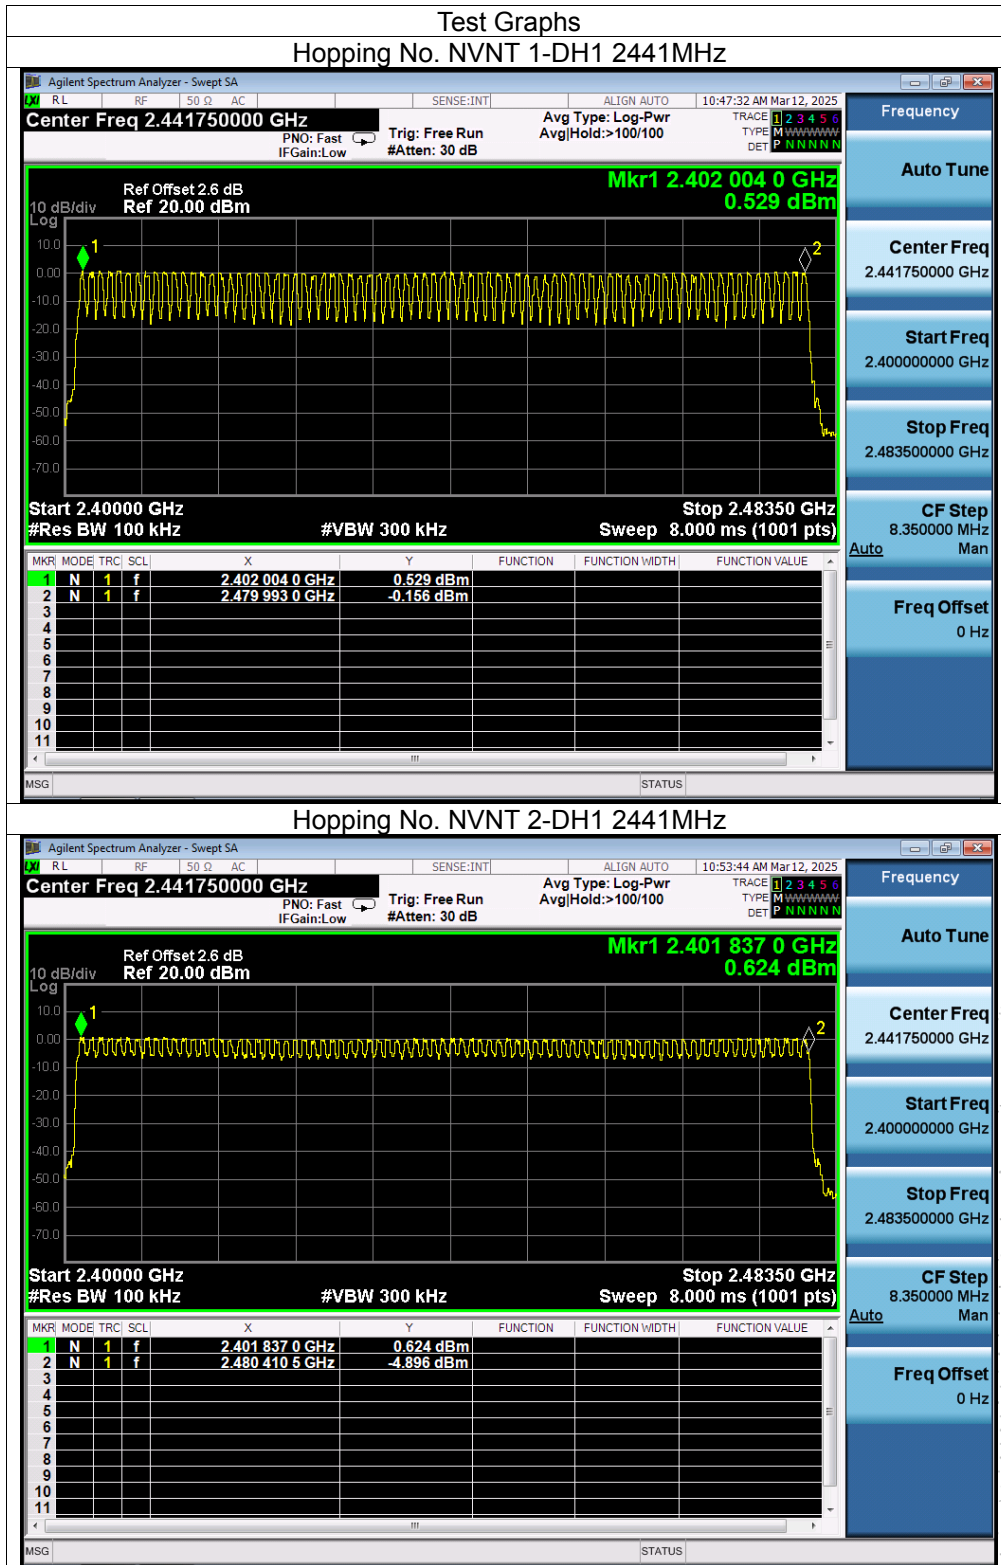 Test Graphs
Hopping No. NVNT 1-DH1 2441MHz
Agilent Spectrum Analyzer - Swept SA
LXI RL RF 50 Ω AC SENSE:INT ALIGN AUTO 10:47:32 AM Mar 12, 2025
Center Freq 2.441750000 GHz Avg Type: Log-Pwr TRACE 1 2 3 4 5 6
PNO: Fast Trig: Free Run Avg|Hold:>100/100 TYPE M WWWWW
IFGain:Low #Atten: 30 dB DET P N N N N N
Frequency
Auto Tune
Mkr1 2.402 004 0 GHz
Ref Offset 2.6 dB
10 dB/div Ref 20.00 dBm 0.529 dBm
Log
10.0
0.00
-10.0
-20.0
-30.0
-40.0
-50.0
-60.0
-70.0
1
2
Center Freq
2.441750000 GHz
Start Freq
2.400000000 GHz
Stop Freq
2.483500000 GHz
Start 2.40000 GHz Stop 2.48350 GHz
#Res BW 100 kHz #VBW 300 kHz Sweep 8.000 ms (1001 pts)
CF Step
8.350000 MHz
Auto Man
Freq Offset
0 Hz
MKR MODE TRC SCL X Y FUNCTION FUNCTION WIDTH FUNCTION VALUE
1 N 1 f 2.402 004 0 GHz 0.529 dBm
2 N 1 f 2.479 993 0 GHz -0.156 dBm
3
4
5
6
7
8
9
10
11
MSG STATUS
Hopping No. NVNT 2-DH1 2441MHz
Agilent Spectrum Analyzer - Swept SA
LXI RL RF 50 Ω AC SENSE:INT ALIGN AUTO 10:53:44 AM Mar 12, 2025
Center Freq 2.441750000 GHz Avg Type: Log-Pwr TRACE 1 2 3 4 5 6
PNO: Fast Trig: Free Run Avg|Hold:>100/100 TYPE M WWWWW
IFGain:Low #Atten: 30 dB DET P N N N N N
Frequency
Auto Tune
Mkr1 2.401 837 0 GHz
Ref Offset 2.6 dB
10 dB/div Ref 20.00 dBm 0.624 dBm
Log
10.0
0.00
-10.0
-20.0
-30.0
-40.0
-50.0
-60.0
-70.0
1
2
Center Freq
2.441750000 GHz
Start Freq
2.400000000 GHz
Stop Freq
2.483500000 GHz
Start 2.40000 GHz Stop 2.48350 GHz
#Res BW 100 kHz #VBW 300 kHz Sweep 8.000 ms (1001 pts)
CF Step
8.350000 MHz
Auto Man
Freq Offset
0 Hz
MKR MODE TRC SCL X Y FUNCTION FUNCTION WIDTH FUNCTION VALUE
1 N 1 f 2.401 837 0 GHz 0.624 dBm
2 N 1 f 2.480 410 5 GHz -4.896 dBm
3
4
5
6
7
8
9
10
11
MSG STATUS